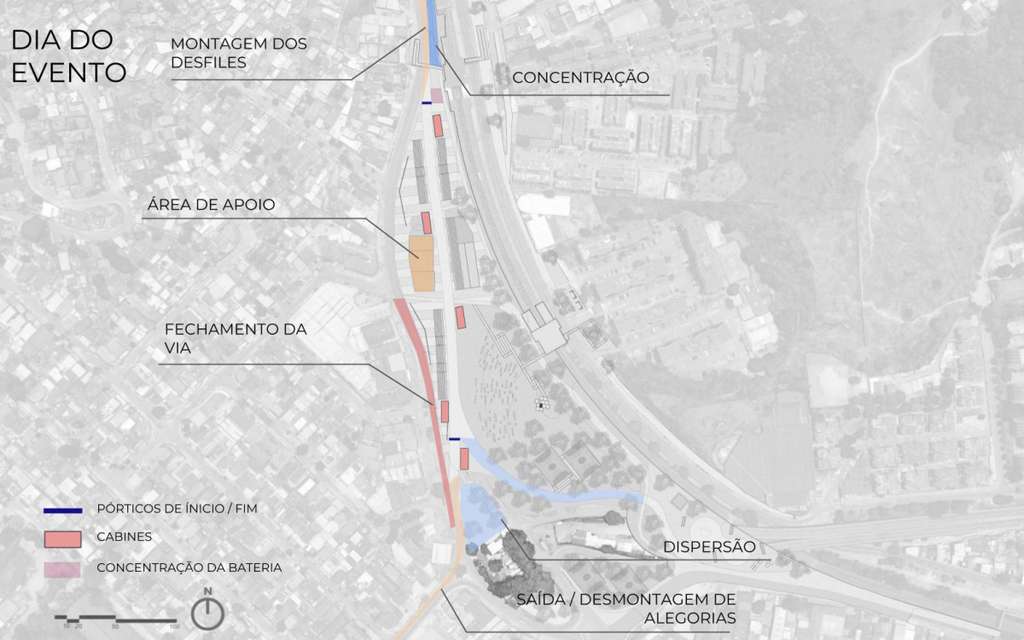 DIA DO
EVENTO
MONTAGEM DOS
DESFILES
CONCENTRAÇÃO
ÁREA DE APOIO
FECHAMENTO DA
VIA
PÓRTICOS DE ÍNICIO / FIM
CABINES
CONCENTRAÇÃO DA BATERIA
DISPERSÃO
SAÍDA / DESMONTAGEM DE
ALEGORIAS
N